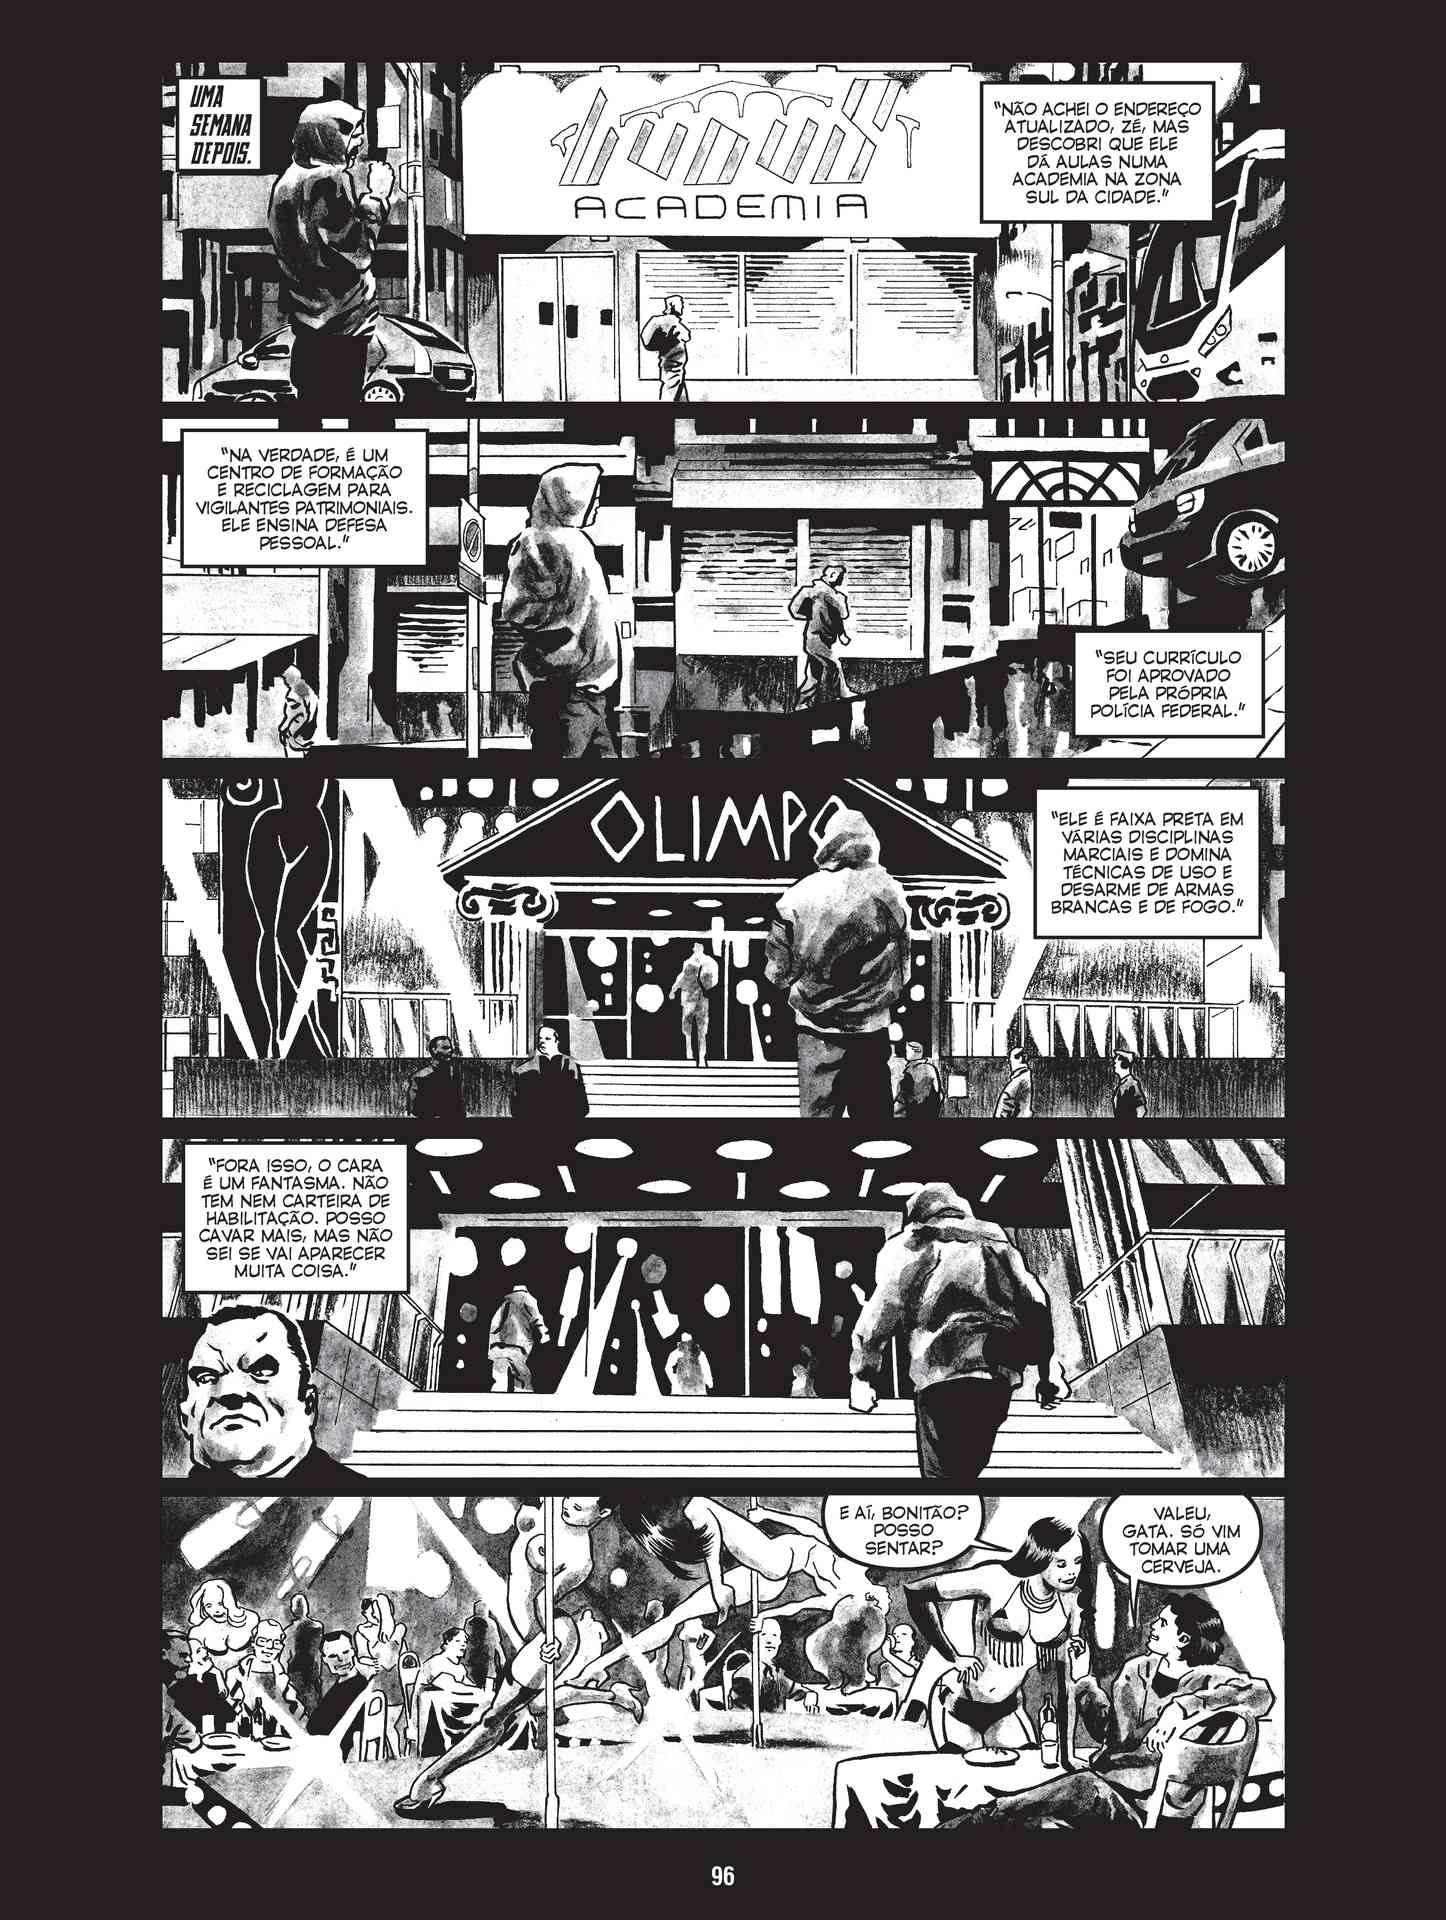 UMA
SEMANA
DEPOIS.
LUDUS
ACADEMIA
"NÃO ACHEI O ENDEREÇO
ATUALIZADO, ZÉ, MAS
DESCOBRI QUE ELE
DÁ AULAS NUMA
ACADEMIA NA ZONA
SUL DA CIDADE."
"NA VERDADE, É UM
CENTRO DE FORMAÇÃO
E RECICLAGEM PARA
VIGILANTES PATRIMONIAIS.
ELE ENSINA DEFESA
PESSOAL."
"SEU CURRÍCULO
FOI APROVADO
PELA PRÓPRIA
POLÍCIA FEDERAL."
OLIMPO
"ELE É FAIXA PRETA EM
VÁRIAS DISCIPLINAS
MARCIAIS E DOMINA
TÉCNICAS DE USO E
DESARME DE ARMAS
BRANCAS E DE FOGO."
"FORA ISSO, O CARA
É UM FANTASMA. NÃO
TEM NEM CARTEIRA DE
HABILITAÇÃO. POSSO
CAVAR MAIS, MAS NÃO
SEI SE VAI APARECER
MUITA COISA."
E AÍ, BONITÃO?
POSSO
SENTAR?
VALEU,
GATA. SÓ VIM
TOMAR UMA
CERVEJA.
96